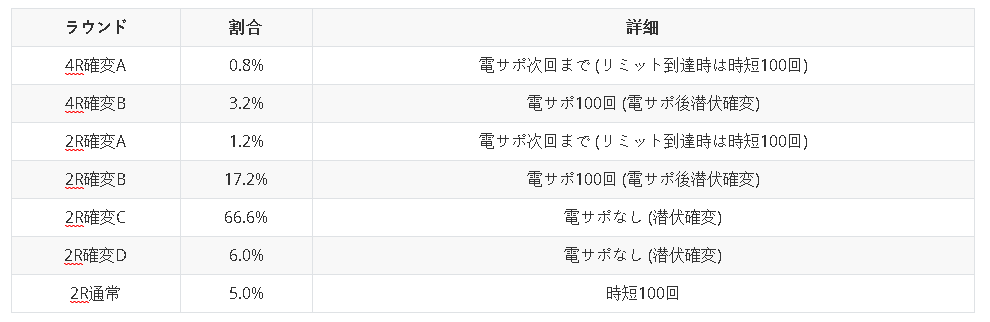 ラウンド 割合 詳細
4R確変A 0.8% 電サポ次回まで (リミット到達時は時短100回)
4R確変B 3.2% 電サポ100回 (電サポ後潜伏確変)
2R確変A 1.2% 電サポ次回まで (リミット到達時は時短100回)
2R確変B 17.2% 電サポ100回 (電サポ後潜伏確変)
2R確変C 66.6% 電サポなし (潜伏確変)
2R確変D 6.0% 電サポなし (潜伏確変)
2R通常 5.0% 時短100回